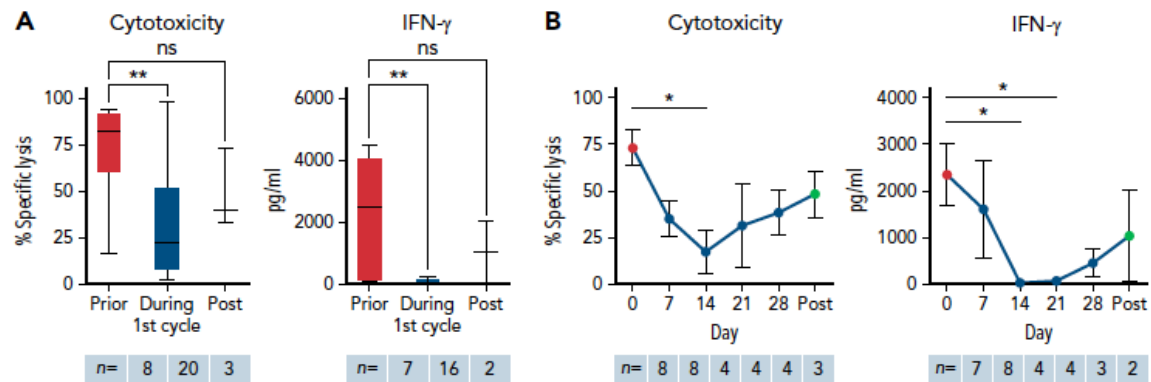 A
Cytotoxicity
ns
**
100
75
50
25
0
% Specific lysis
Prior
During
1st cycle
Post
n= 8 20 3
IFN-γ
ns
**
6000
4000
2000
0
pg/ml
Prior
During
1st cycle
Post
n= 7 16 2
B
Cytotoxicity
*
100
75
50
25
0
% Specific lysis
0 7 14 21 28 Post
Day
n= 8 8 4 4 4 3
IFN-γ
*
*
4000
3000
2000
1000
0
pg/ml
0 7 14 21 28 Post
Day
n= 7 8 4 4 3 2